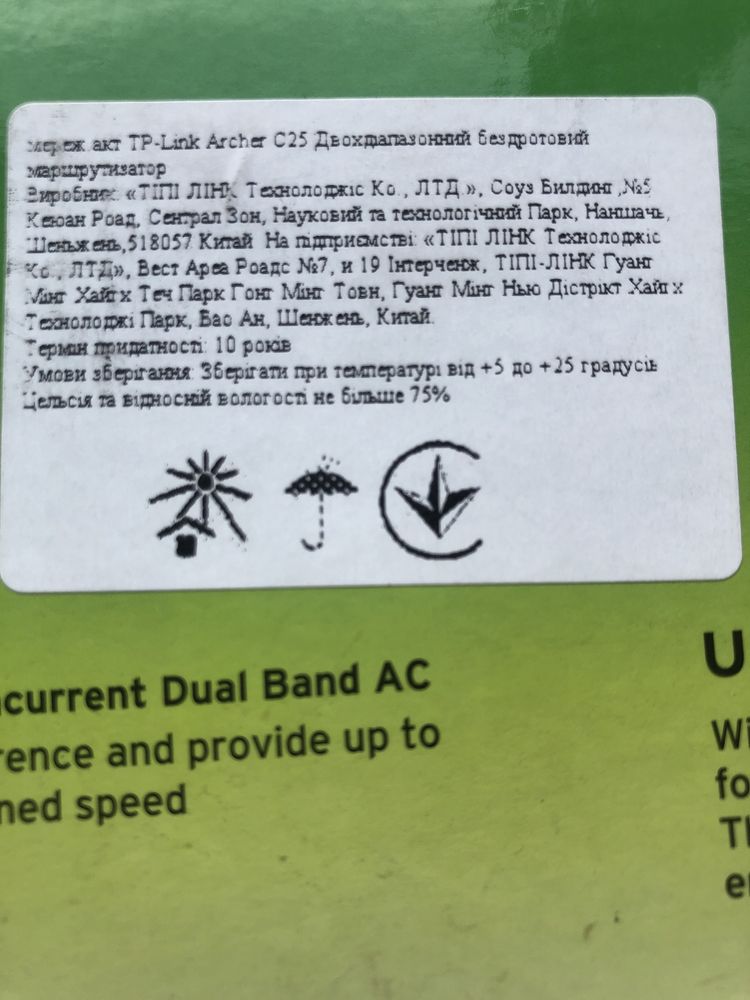 мереж.акт TP-Link Archer C25 Двохдіапазонний бездротовий
маршрутизатор
Виробник: «ТІПІ ЛІНК Технолоджіс Ко., ЛТД.», Соуз Билдинг ,№5
Кеюан Роад, Сентрал Зон, Науковий та технологічний Парк, Наншачь,
Шеньжень,518057 Китай На підприємстві: «ТІПІ ЛІНК Технолоджіс
Ко., ЛТД», Вест Ареа Роадс №7, и 19 Інтерченж, ТІПІ-ЛІНК Гуанг
Мінг Хайтх Теч Парк Гонг Мінг Товн, Гуанг Мінг Нью Дістрікт Хайтх
Технолоджі Парк, Бао Ан, Шенжень, Китай.
Термін придатності: 10 років
Умови зберігання: Зберігати при температурі від +5 до +25 градусів
Цельсія та відносній вологості не більше 75%
ncurrent Dual Band AC
rence and provide up to
ned speed
U
Wi
fo
Th
en